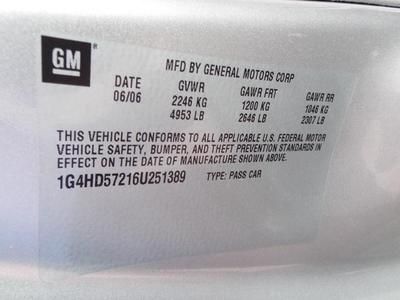 GM
MFD BY GENERAL MOTORS CORP
DATE GVWR GAWR FRT GAWR RR
06/06 2246 KG 1200 KG 1046 KG
4953 LB 2646 LB 2307 LB
THIS VEHICLE CONFORMS TO ALL APPLICABLE U.S. FEDERAL MOTOR
VEHICLE SAFETY, BUMPER, AND THEFT PREVENTION STANDARDS IN
EFFECT ON THE DATE OF MANUFACTURE SHOWN ABOVE.
1G4HD57216U251389 TYPE: PASS CAR